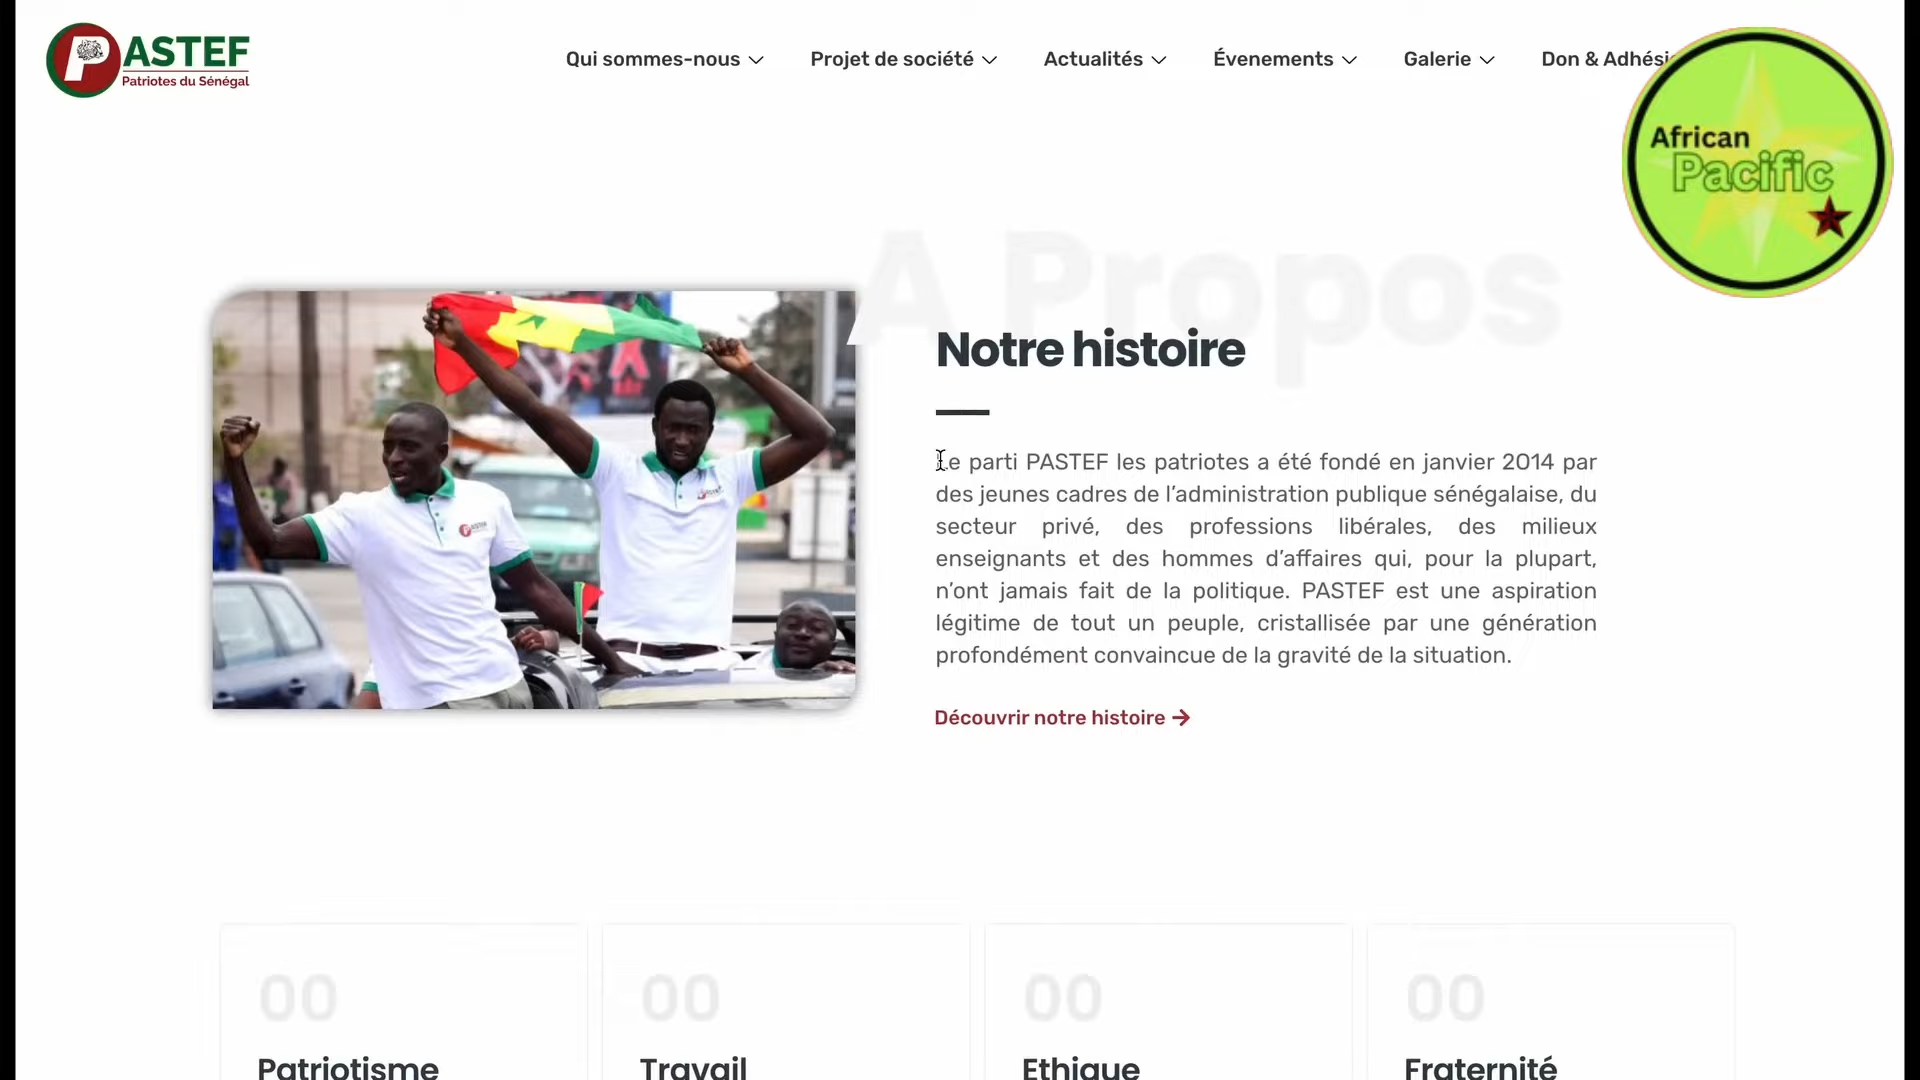 PASTEF
Patriotes du Sénégal
Qui sommes-nous
Projet de société
Actualités
Évenements
Galerie
Don & Adhési
African
Pacific
A Propos
Notre histoire
Le parti PASTEF les patriotes a été fondé en janvier 2014 par
des jeunes cadres de l’administration publique sénégalaise, du
secteur privé, des professions libérales, des milieux
enseignants et des hommes d’affaires qui, pour la plupart,
n’ont jamais fait de la politique. PASTEF est une aspiration
légitime de tout un peuple, cristallisée par une génération
profondément convaincue de la gravité de la situation.
Découvrir notre histoire
00
00
00
00
Patriotisme
Travail
Ethique
Fraternité